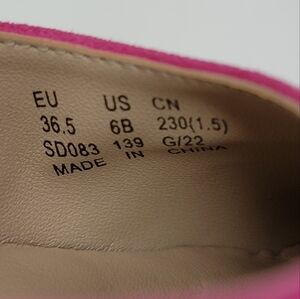 EU US CN
36.5 6B 230(1.5)
SD083 139 G/22
MADE IN CHINA